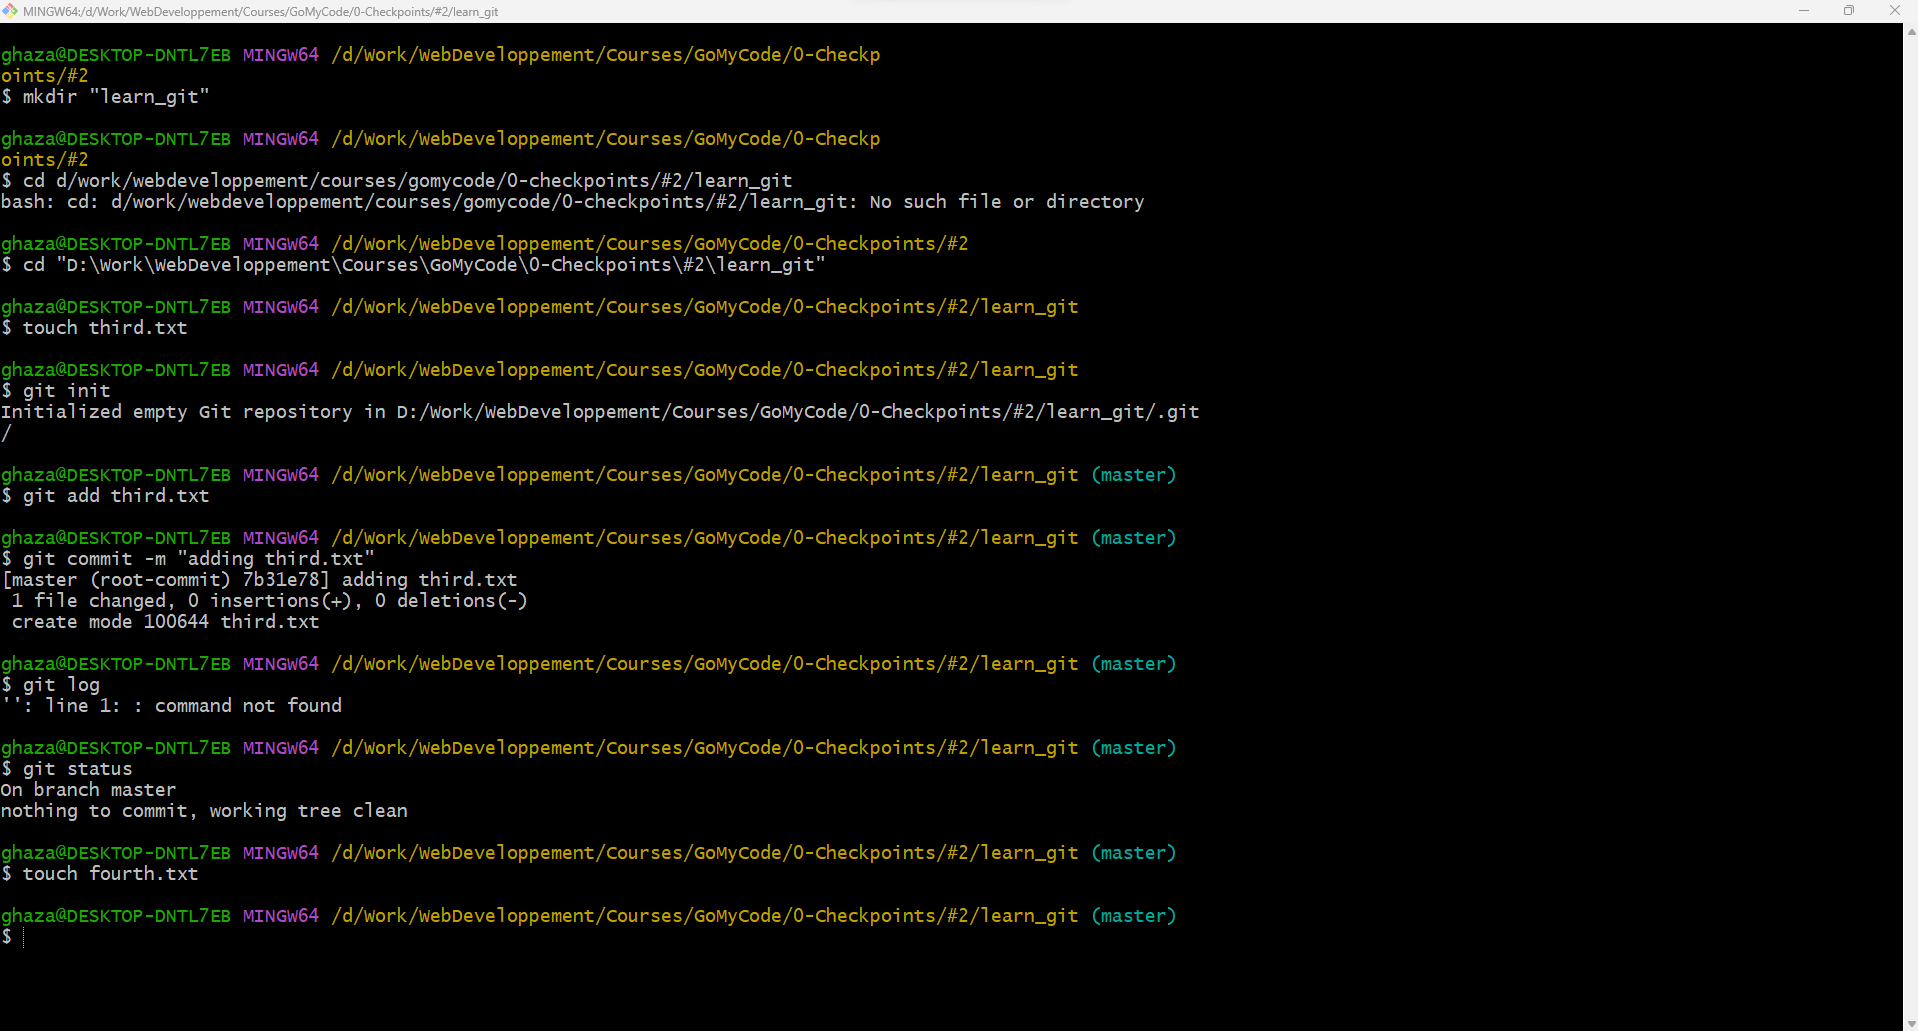 MINGW64:/d/Work/WebDeveloppement/Courses/GoMyCode/0-Checkpoints/#2/learn_git
ghaza@DESKTOP-DNTL7EB MINGW64 /d/Work/WebDeveloppement/Courses/GoMyCode/0-Checkp
oints/#2
$ mkdir "learn_git"
ghaza@DESKTOP-DNTL7EB MINGW64 /d/Work/WebDeveloppement/Courses/GoMyCode/0-Checkp
oints/#2
$ cd d/work/webdeveloppement/courses/gomycode/0-checkpoints/#2/learn_git
bash: cd: d/work/webdeveloppement/courses/gomycode/0-checkpoints/#2/learn_git: No such file or directory
ghaza@DESKTOP-DNTL7EB MINGW64 /d/Work/WebDeveloppement/Courses/GoMyCode/0-Checkpoints/#2
$ cd "D:\Work\WebDeveloppement\Courses\GoMyCode\0-Checkpoints\#2\learn_git"
ghaza@DESKTOP-DNTL7EB MINGW64 /d/Work/WebDeveloppement/Courses/GoMyCode/0-Checkpoints/#2/learn_git
$ touch third.txt
ghaza@DESKTOP-DNTL7EB MINGW64 /d/Work/WebDeveloppement/Courses/GoMyCode/0-Checkpoints/#2/learn_git
$ git init
Initialized empty Git repository in D:/Work/WebDeveloppement/Courses/GoMyCode/0-Checkpoints/#2/learn_git/.git
/
ghaza@DESKTOP-DNTL7EB MINGW64 /d/Work/WebDeveloppement/Courses/GoMyCode/0-Checkpoints/#2/learn_git (master)
$ git add third.txt
ghaza@DESKTOP-DNTL7EB MINGW64 /d/Work/WebDeveloppement/Courses/GoMyCode/0-Checkpoints/#2/learn_git (master)
$ git commit -m "adding third.txt"
[master (root-commit) 7b31e78] adding third.txt
 1 file changed, 0 insertions(+), 0 deletions(-)
 create mode 100644 third.txt
ghaza@DESKTOP-DNTL7EB MINGW64 /d/Work/WebDeveloppement/Courses/GoMyCode/0-Checkpoints/#2/learn_git (master)
$ git log
'': line 1: : command not found
ghaza@DESKTOP-DNTL7EB MINGW64 /d/Work/WebDeveloppement/Courses/GoMyCode/0-Checkpoints/#2/learn_git (master)
$ git status
On branch master
nothing to commit, working tree clean
ghaza@DESKTOP-DNTL7EB MINGW64 /d/Work/WebDeveloppement/Courses/GoMyCode/0-Checkpoints/#2/learn_git (master)
$ touch fourth.txt
ghaza@DESKTOP-DNTL7EB MINGW64 /d/Work/WebDeveloppement/Courses/GoMyCode/0-Checkpoints/#2/learn_git (master)
$